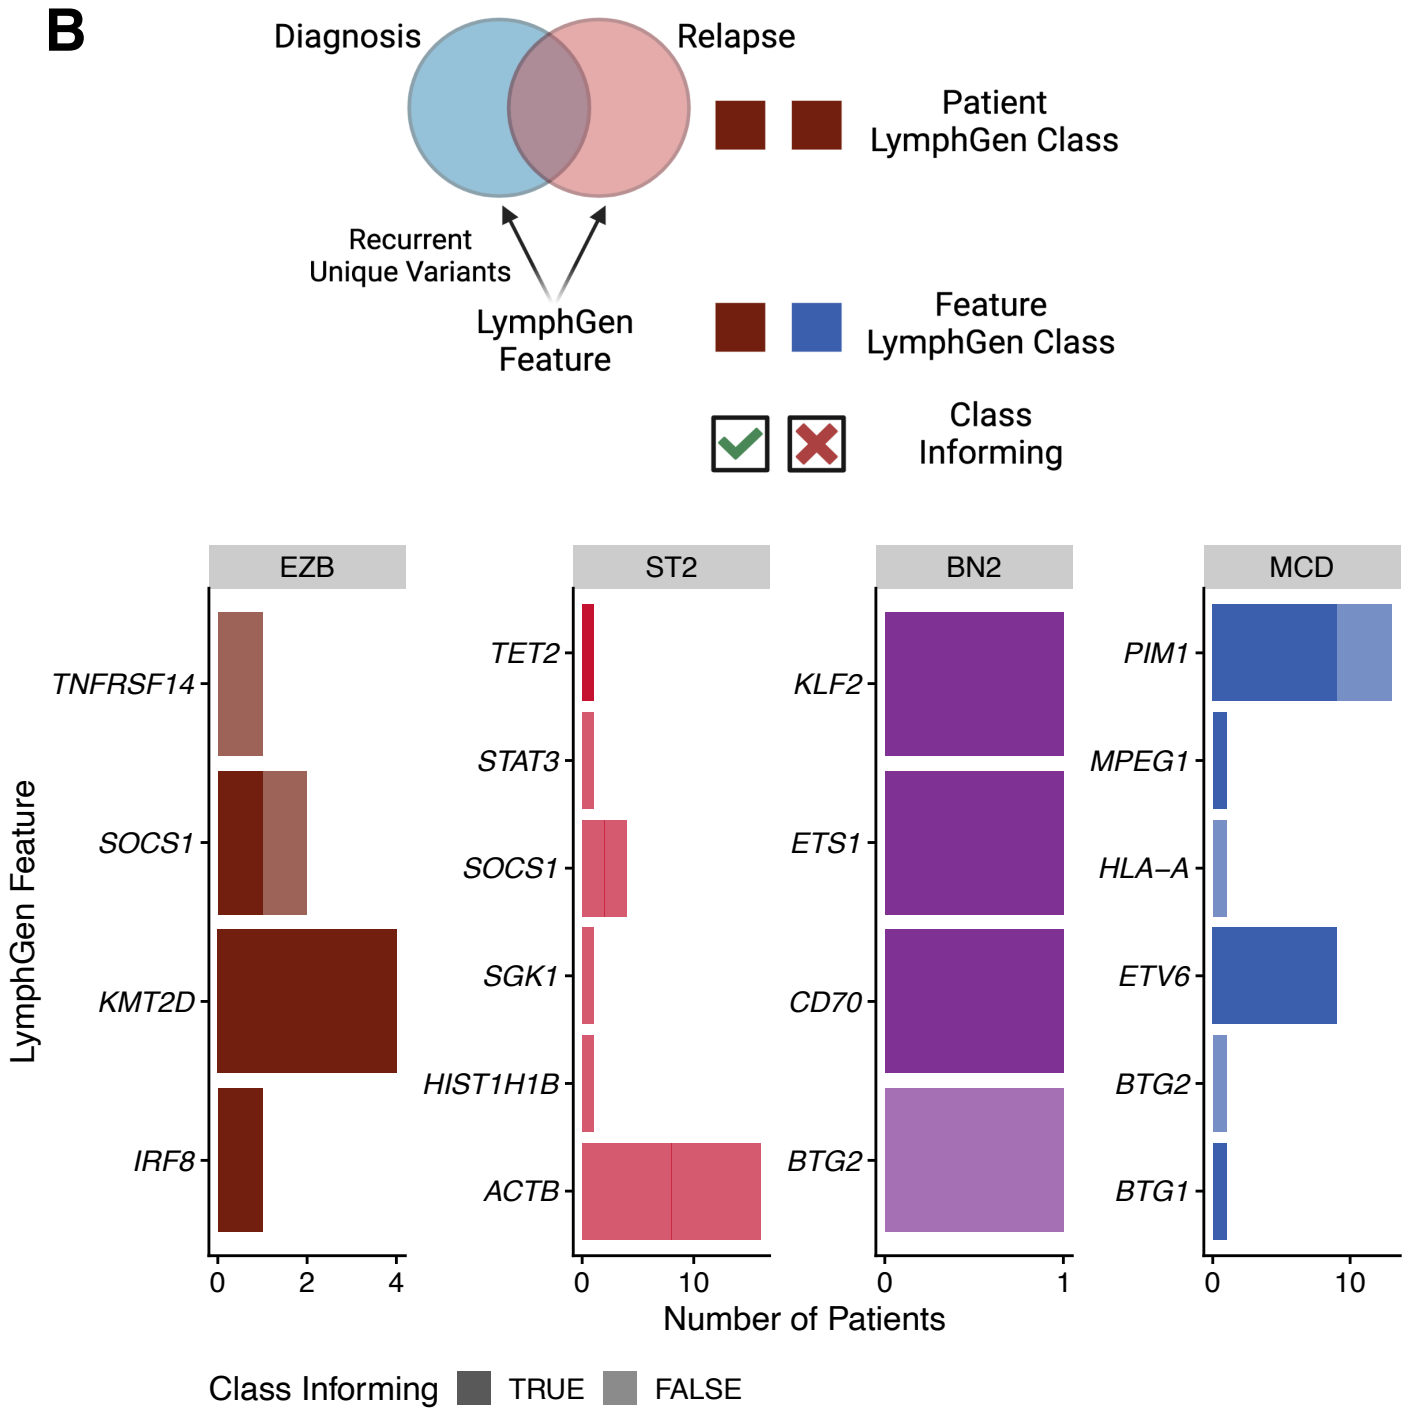 B
Diagnosis
Relapse
Patient
LymphGen Class
Recurrent
Unique Variants
LymphGen
Feature
Feature
LymphGen Class
Class
Informing
EZB
ST2
BN2
MCD
LymphGen Feature
TNFRSF14
SOCS1
KMT2D
IRF8
0 2 4
TET2
STAT3
SOCS1
SGK1
HIST1H1B
ACTB
0 10
KLF2
ETS1
CD70
BTG2
0 1
PIM1
MPEG1
HLA−A
ETV6
BTG2
BTG1
0 10
Number of Patients
Class Informing TRUE FALSE